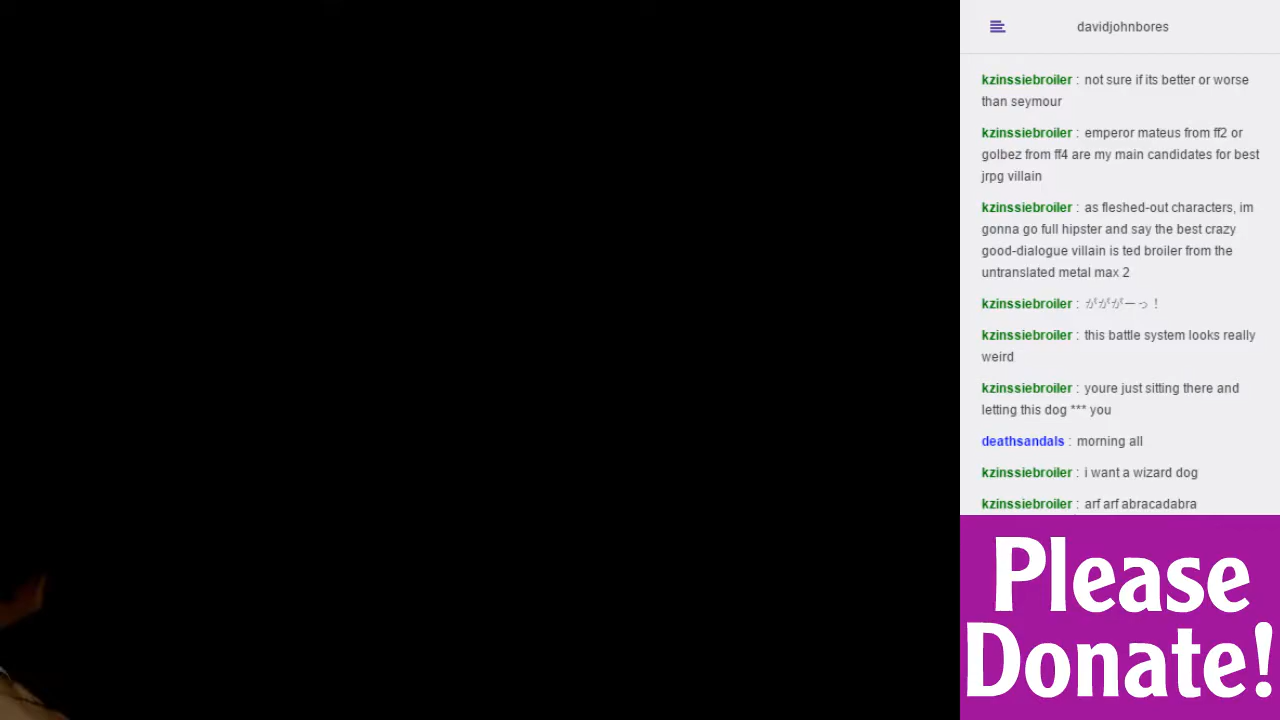 davidjohnbores
kzinssiebroiler : not sure if its better or worse
than seymour
kzinssiebroiler : emperor mateus from ff2 or
golbez from ff4 are my main candidates for best
jrpg villain
kzinssiebroiler : as fleshed-out characters, im
gonna go full hipster and say the best crazy
good-dialogue villain is ted broiler from the
untranslated metal max 2
kzinssiebroiler : がががーっ！
kzinssiebroiler : this battle system looks really
weird
kzinssiebroiler : youre just sitting there and
letting this dog *** you
deathsandals : morning all
kzinssiebroiler : i want a wizard dog
kzinssiebroiler : arf arf abracadabra
Please
Donate!